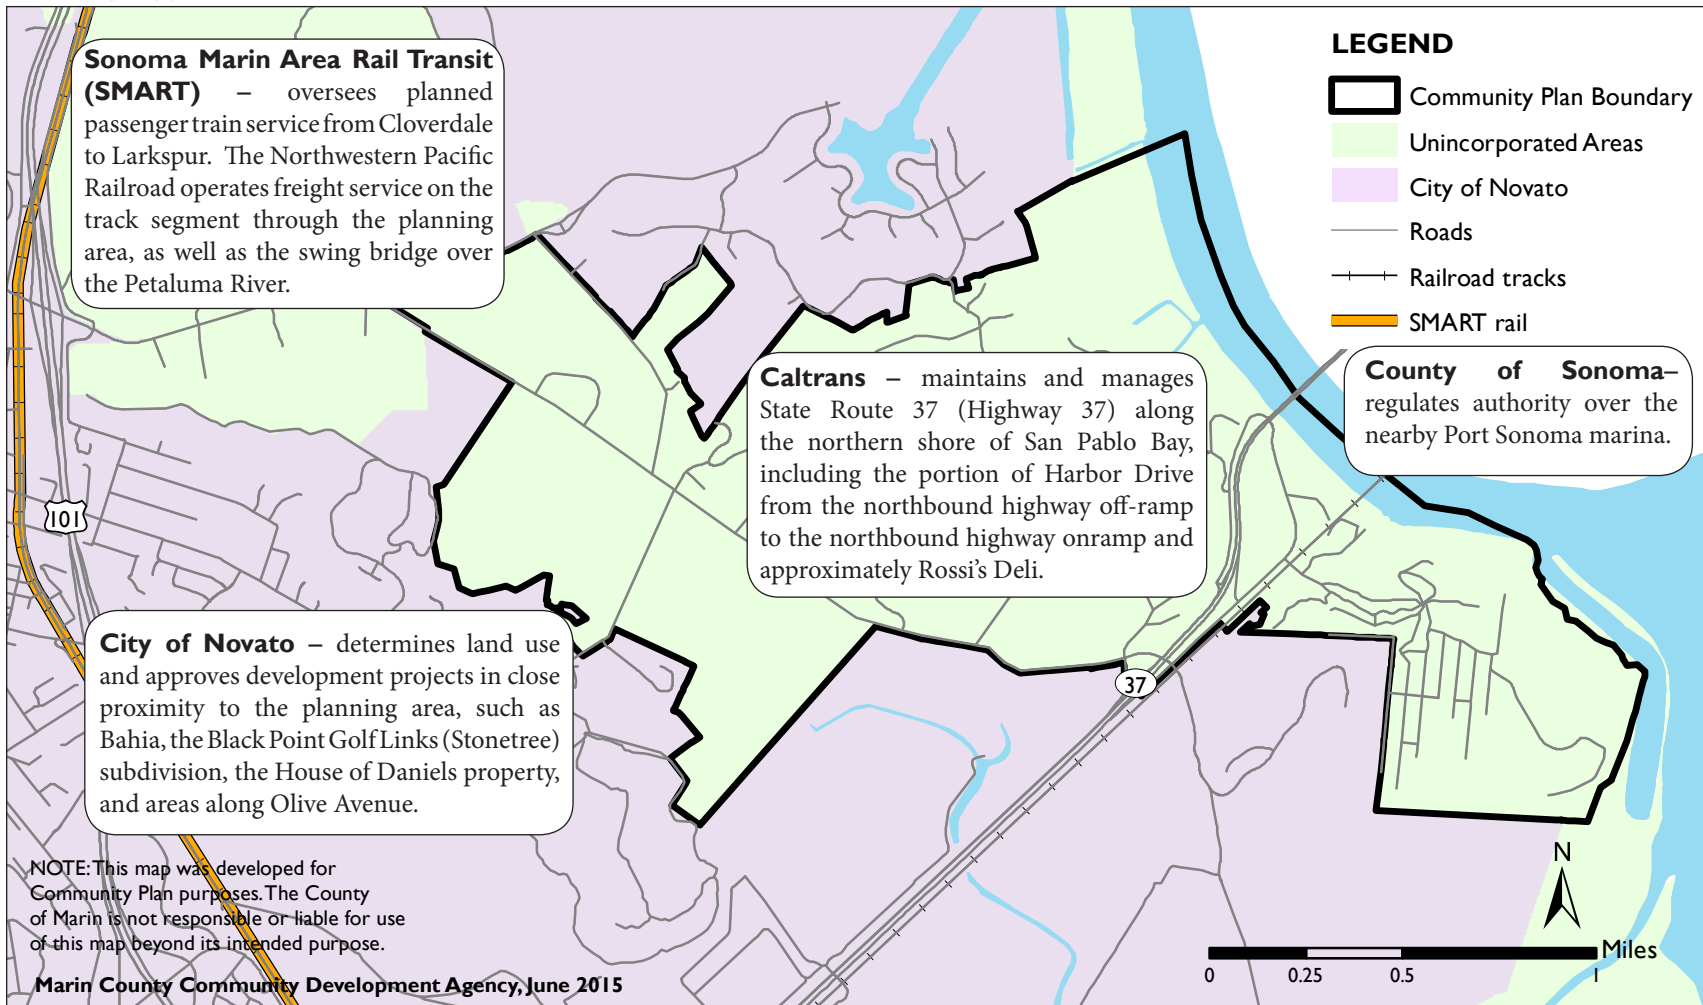 Sonoma Marin Area Rail Transit
(SMART) – oversees planned
passenger train service from Cloverdale
to Larkspur. The Northwestern Pacific
Railroad operates freight service on the
track segment through the planning
area, as well as the swing bridge over
the Petaluma River.
LEGEND
Community Plan Boundary
Unincorporated Areas
City of Novato
Roads
Railroad tracks
SMART rail
Caltrans – maintains and manages
State Route 37 (Highway 37) along
the northern shore of San Pablo Bay,
including the portion of Harbor Drive
from the northbound highway off-ramp
to the northbound highway onramp and
approximately Rossi's Deli.
County of Sonoma–
regulates authority over the
nearby Port Sonoma marina.
101
City of Novato – determines land use
and approves development projects in close
proximity to the planning area, such as
Bahia, the Black Point Golf Links (Stonetree)
subdivision, the House of Daniels property,
and areas along Olive Avenue.
37
NOTE: This map was developed for
Community Plan purposes. The County
of Marin is not responsible or liable for use
of this map beyond its intended purpose.
Marin County Community Development Agency, June 2015
N
Miles
0 0.25 0.5 1